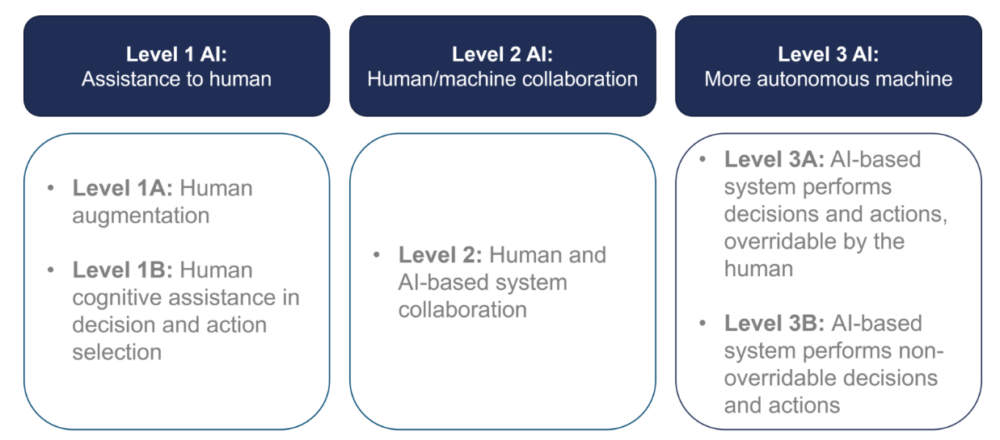 Level 1 AI:
Assistance to human
Level 2 AI:
Human/machine collaboration
Level 3 AI:
More autonomous machine
• Level 1A: Human
augmentation
• Level 1B: Human
cognitive assistance in
decision and action
selection
• Level 2: Human and
AI-based system
collaboration
• Level 3A: AI-based
system performs
decisions and actions,
overridable by the
human
• Level 3B: AI-based
system performs non-
overridable decisions
and actions